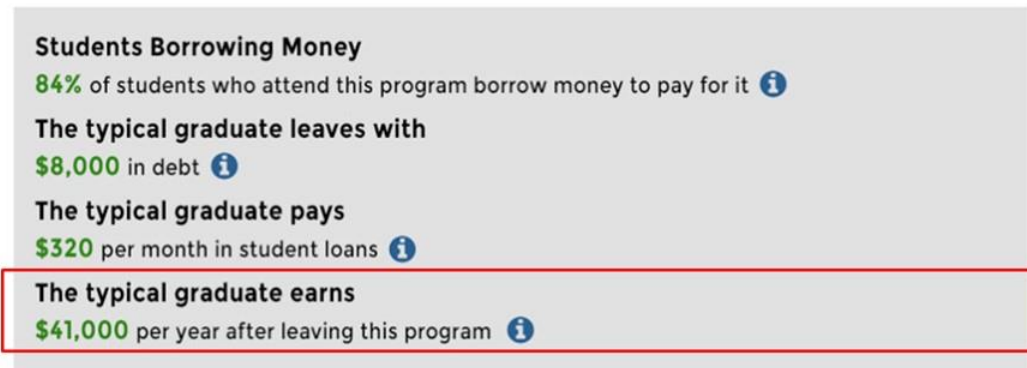 Students Borrowing Money
84% of students who attend this program borrow money to pay for it i
The typical graduate leaves with
$8,000 in debt i
The typical graduate pays
$320 per month in student loans i
The typical graduate earns
$41,000 per year after leaving this program i